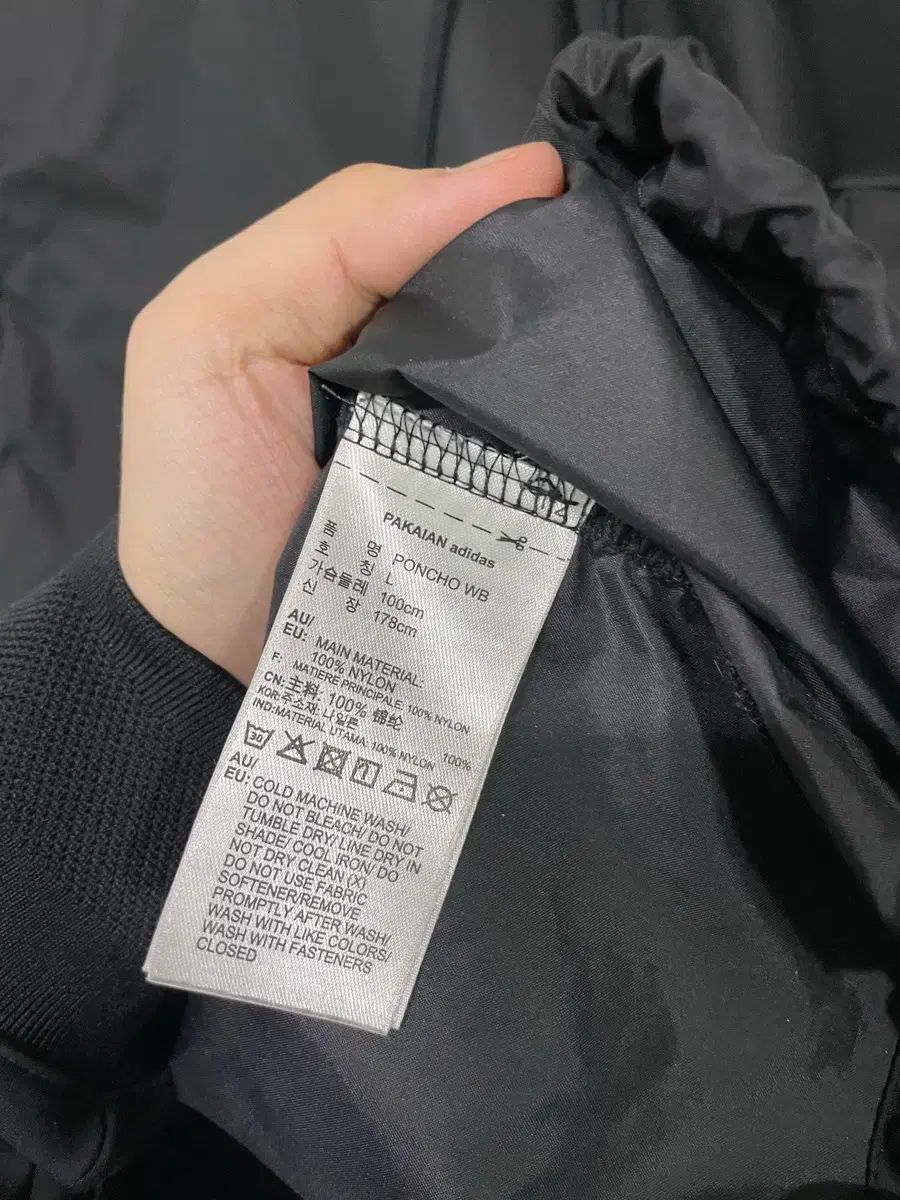 PAKAIAN adidas
품 명 PONCHO WB
호 칭 L
가슴둘레 100cm
신 장 178cm
AU/
EU: MAIN MATERIAL:
100% NYLON
F: MATIERE PRINCIPALE: 100% NYLON
CN: 主料: 100% 锦纶
KOR:주소재: 나일론 100%
IND:MATERIAL UTAMA: 100% NYLON
30
AU/
EU: COLD MACHINE WASH/
DO NOT BLEACH/ DO NOT
TUMBLE DRY/ LINE DRY IN
SHADE/ COOL IRON/ DO
NOT DRY CLEAN (X)
DO NOT USE FABRIC
SOFTENER/REMOVE
PROMPTLY AFTER WASH/
WASH WITH LIKE COLORS/
WASH WITH FASTENERS
CLOSED